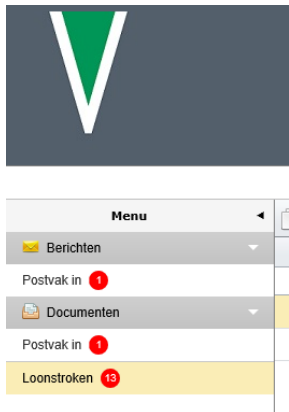 Menu
Berichten
Postvak in 1
Documenten
Postvak in 1
Loonstroken 13